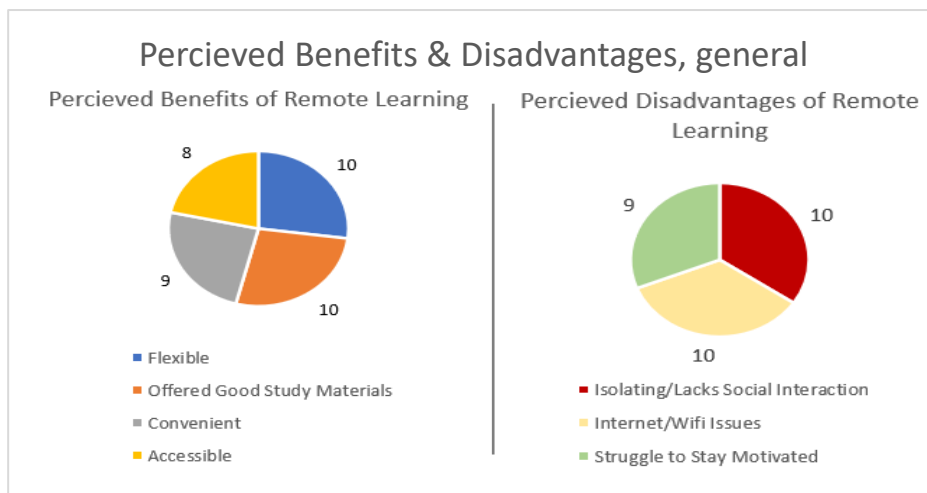 Percieved Benefits & Disadvantages, general
Percieved Benefits of Remote Learning
8
10
9
10
Flexible
Offered Good Study Materials
Convenient
Accessible
Percieved Disadvantages of Remote
Learning
9
10
10
Isolating/Lacks Social Interaction
Internet/Wifi Issues
Struggle to Stay Motivated